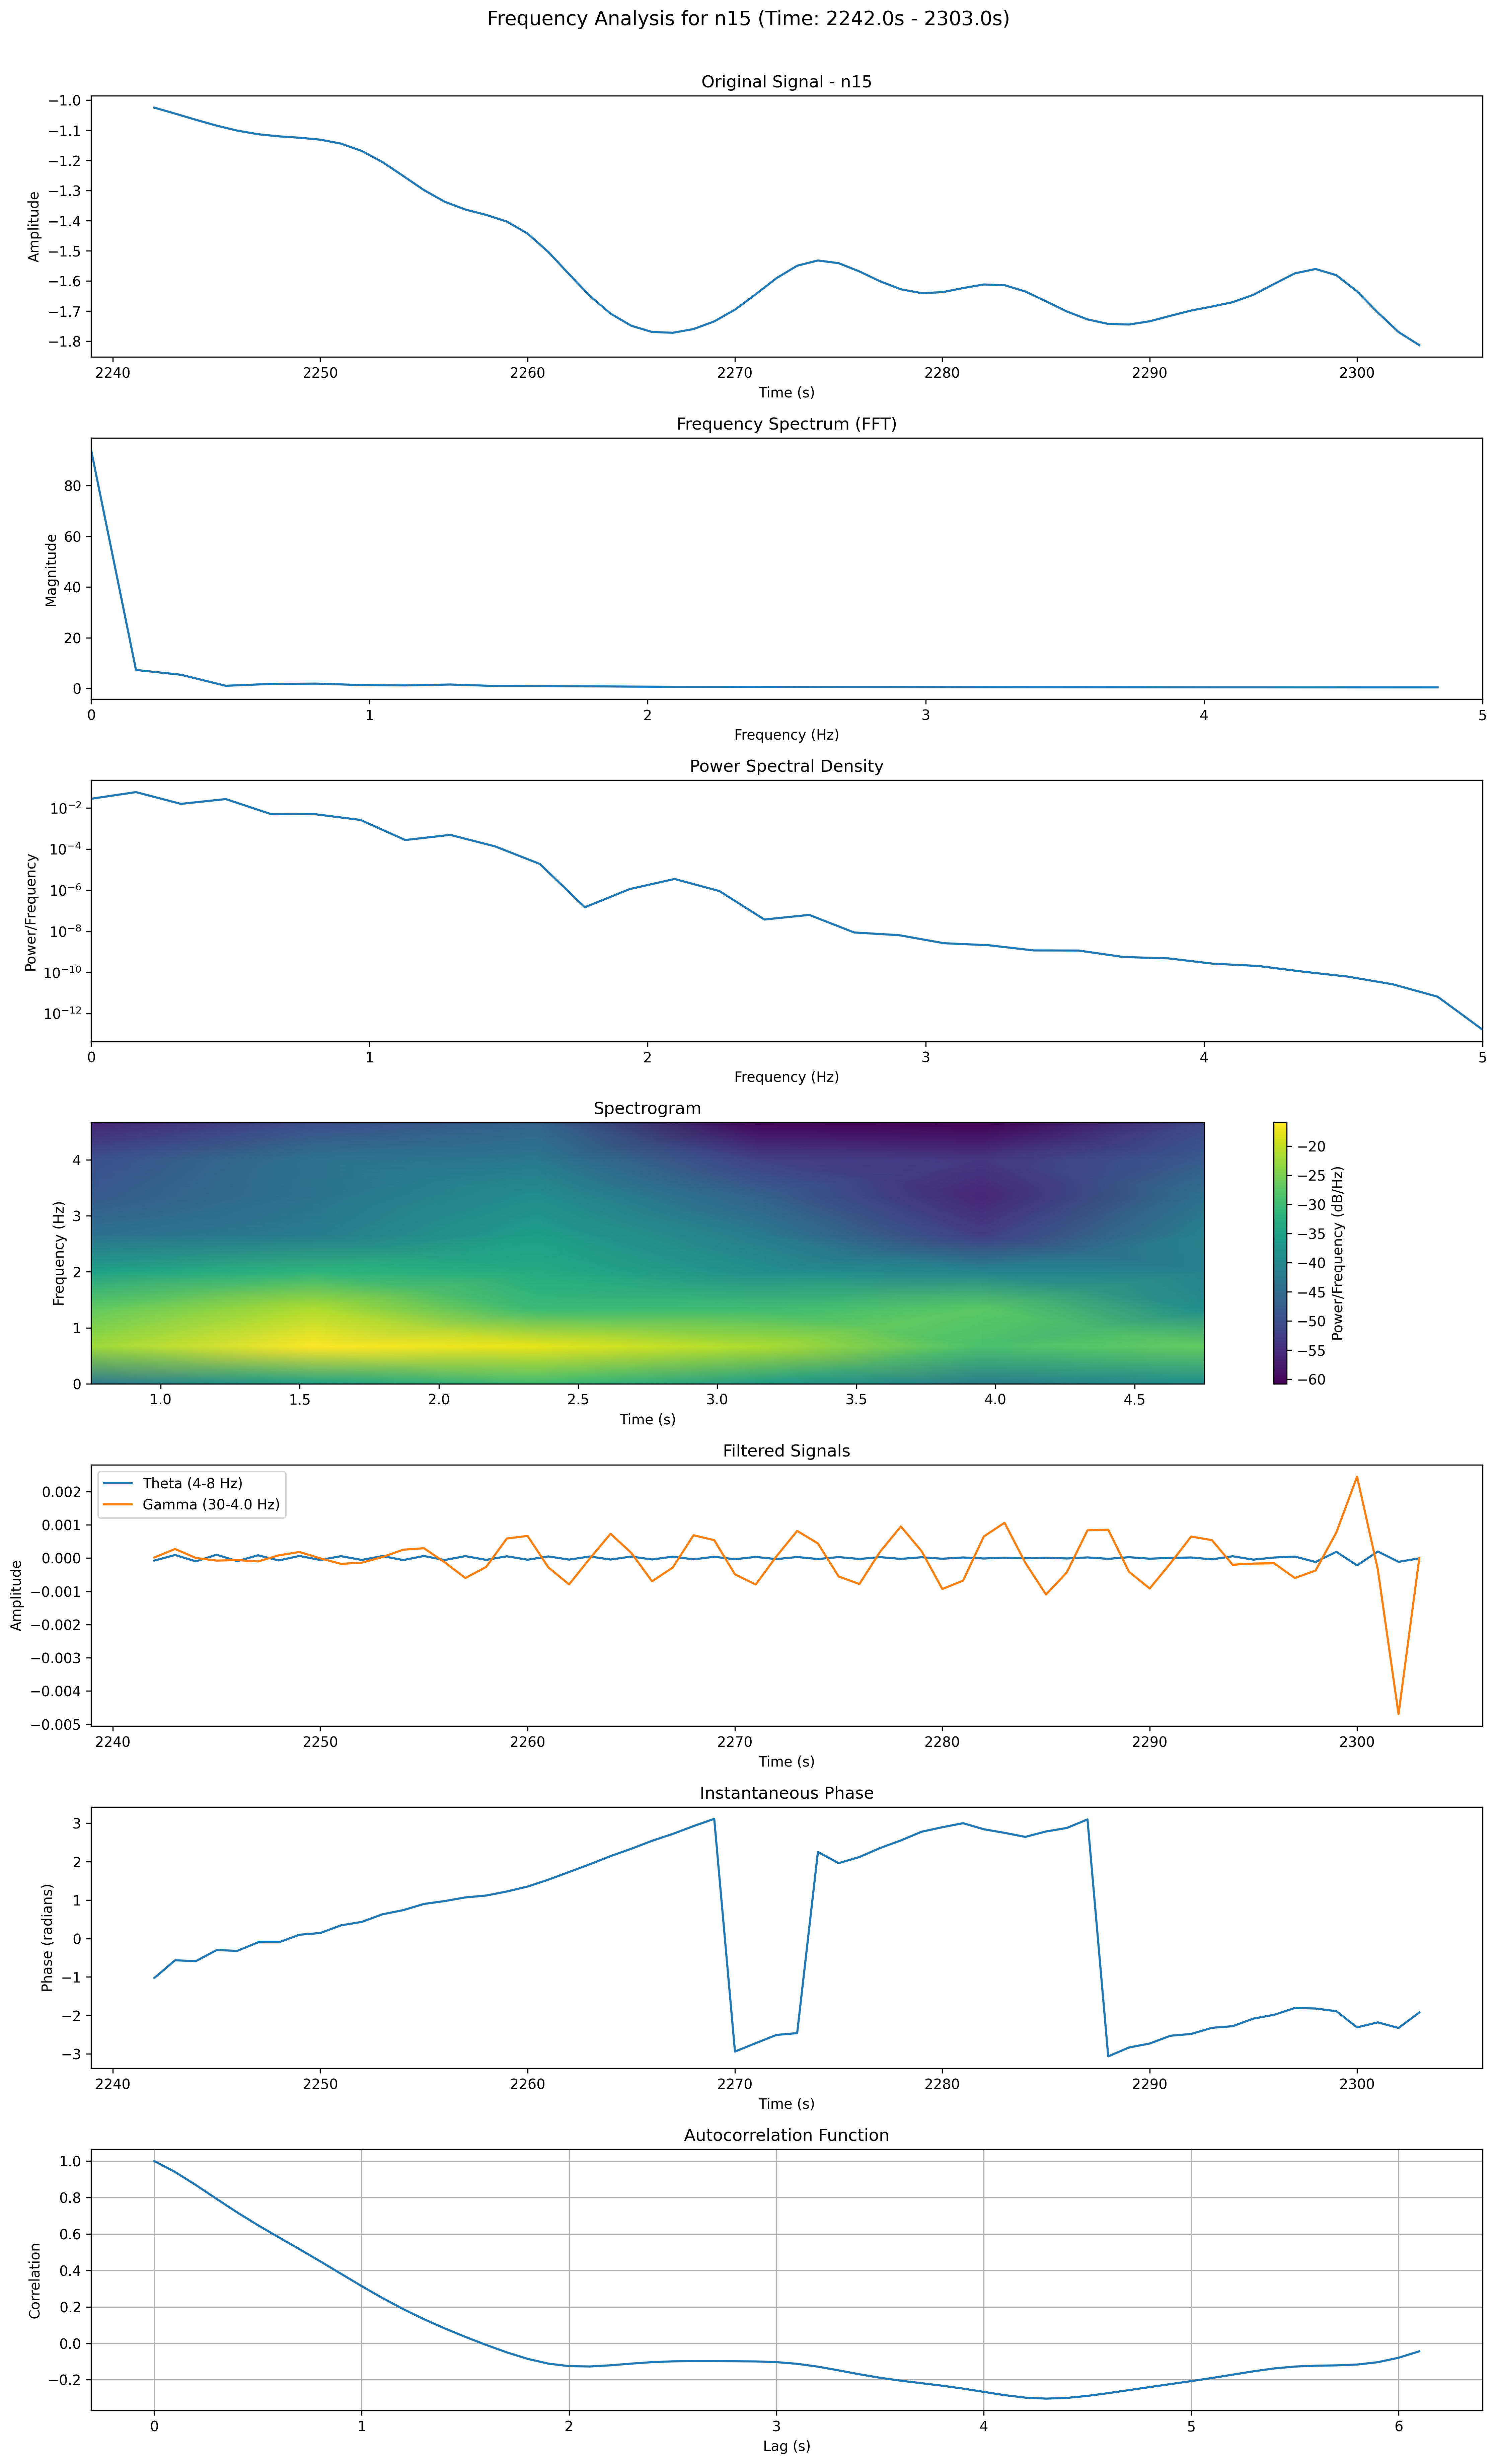 Frequency Analysis for n15 (Time: 2242.0s - 2303.0s)
Original Signal - n15
Amplitude
−1.0
−1.1
−1.2
−1.3
−1.4
−1.5
−1.6
−1.7
−1.8
2240 2250 2260 2270 2280 2290 2300
Time (s)
Frequency Spectrum (FFT)
Magnitude
80
60
40
20
0
0 1 2 3 4 5
Frequency (Hz)
Power Spectral Density
Power/Frequency
10⁻²
10⁻⁴
10⁻⁶
10⁻⁸
10⁻¹⁰
10⁻¹²
0 1 2 3 4 5
Frequency (Hz)
Spectrogram
Frequency (Hz)
4
3
2
1
0
1.0 1.5 2.0 2.5 3.0 3.5 4.0 4.5
Time (s)
−20
−25
−30
−35
−40
−45
−50
−55
−60
Power/Frequency (dB/Hz)
Filtered Signals
Theta (4-8 Hz)
Gamma (30-4.0 Hz)
Amplitude
0.002
0.001
0.000
−0.001
−0.002
−0.003
−0.004
−0.005
2240 2250 2260 2270 2280 2290 2300
Time (s)
Instantaneous Phase
Phase (radians)
3
2
1
0
−1
−2
−3
2240 2250 2260 2270 2280 2290 2300
Time (s)
Autocorrelation Function
Correlation
1.0
0.8
0.6
0.4
0.2
0.0
−0.2
0 1 2 3 4 5 6
Lag (s)